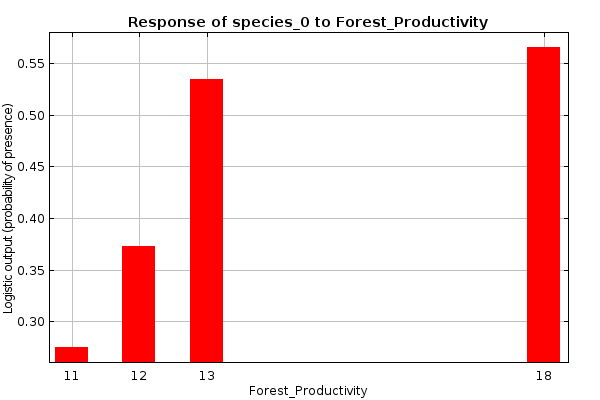 Response of species_0 to Forest_Productivity
Logistic output (probability of presence)
0.55
0.50
0.45
0.40
0.35
0.30
11 12 13 18
Forest_Productivity